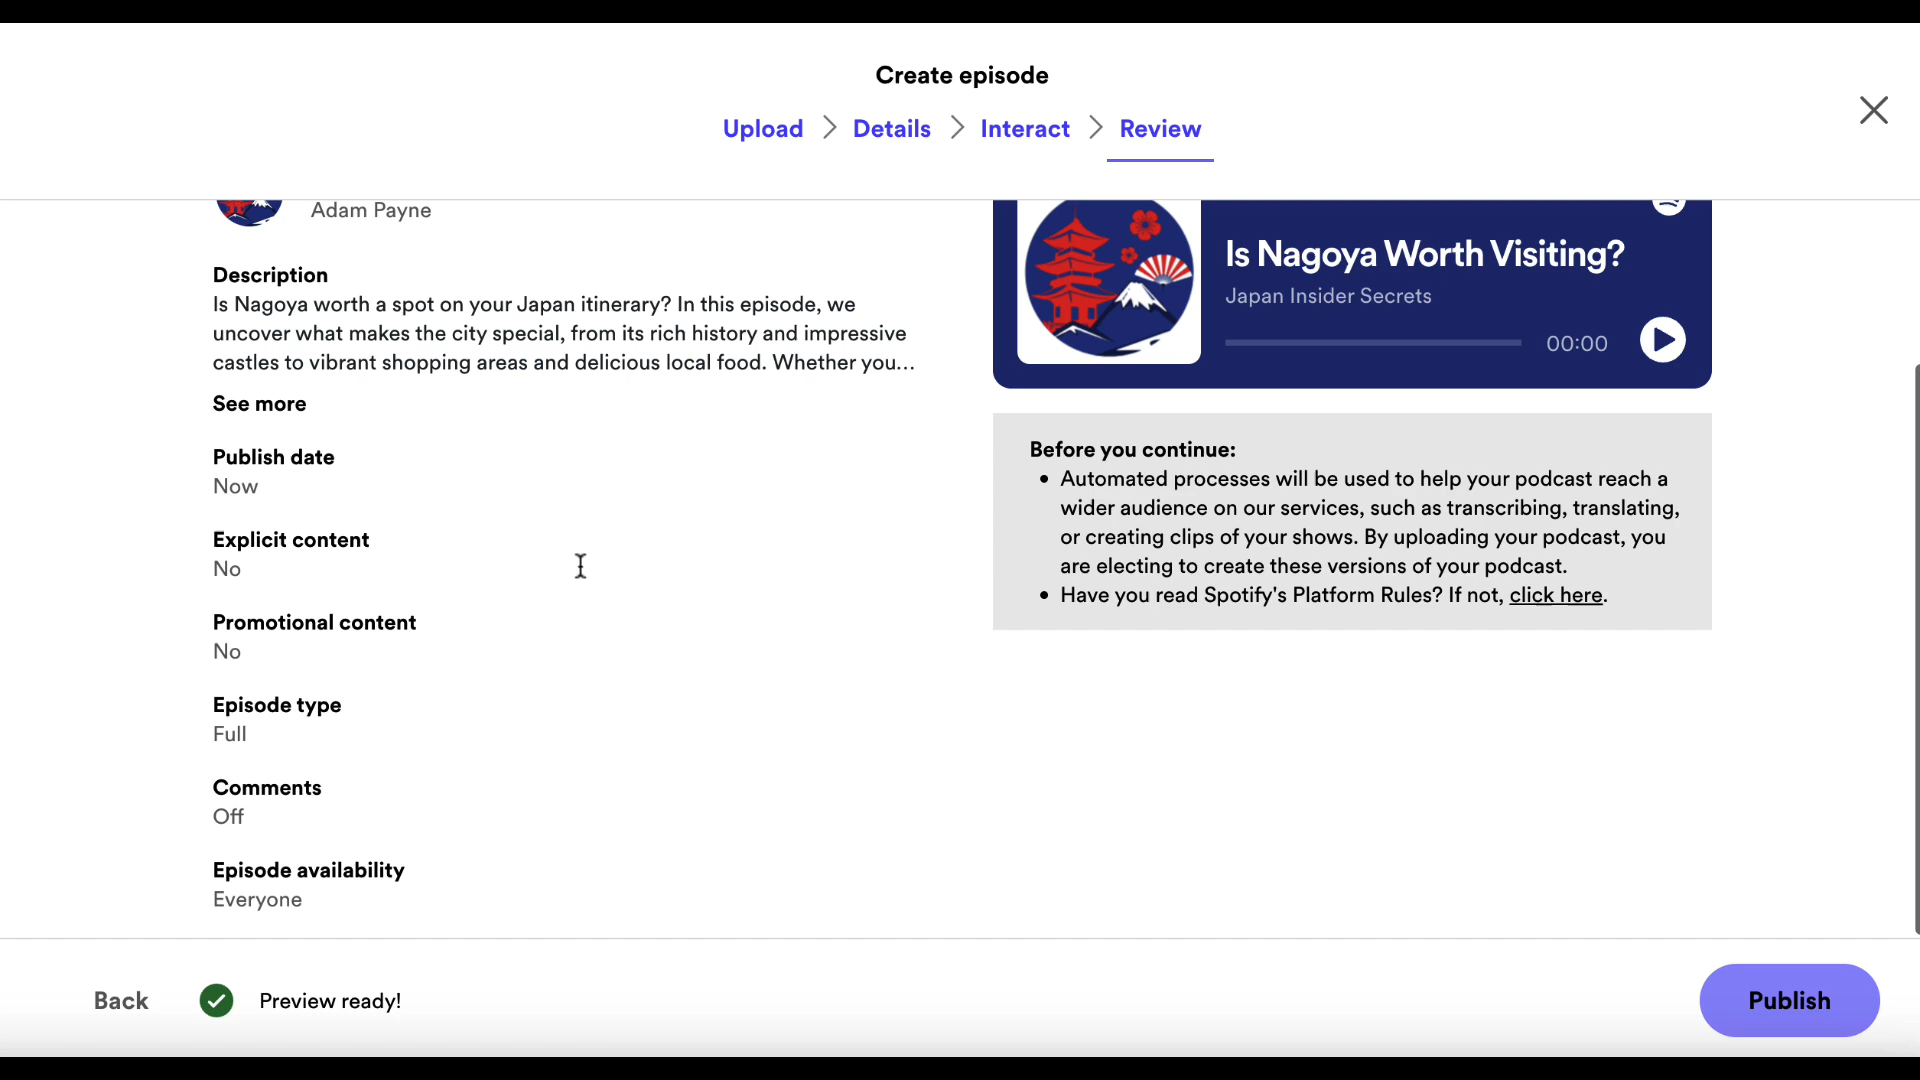 Create episode
Upload
Details
Interact
Review
Adam Payne
Description
Is Nagoya worth a spot on your Japan itinerary? In this episode, we
uncover what makes the city special, from its rich history and impressive
castles to vibrant shopping areas and delicious local food. Whether you...
See more
Publish date
Now
Explicit content
No
Promotional content
No
Episode type
Full
Comments
Off
Episode availability
Everyone
Is Nagoya Worth Visiting?
Japan Insider Secrets
00:00
Before you continue:
• Automated processes will be used to help your podcast reach a
wider audience on our services, such as transcribing, translating,
or creating clips of your shows. By uploading your podcast, you
are electing to create these versions of your podcast.
• Have you read Spotify's Platform Rules? If not, click here.
Back
Preview ready!
Publish